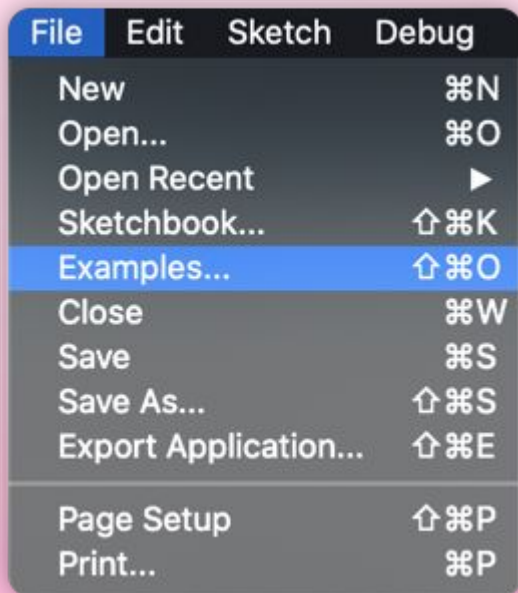 File Edit Sketch Debug
New ⌘N
Open... ⌘O
Open Recent ▶
Sketchbook... ⇧⌘K
Examples... ⇧⌘O
Close ⌘W
Save ⌘S
Save As... ⇧⌘S
Export Application... ⇧⌘E
Page Setup ⇧⌘P
Print... ⌘P